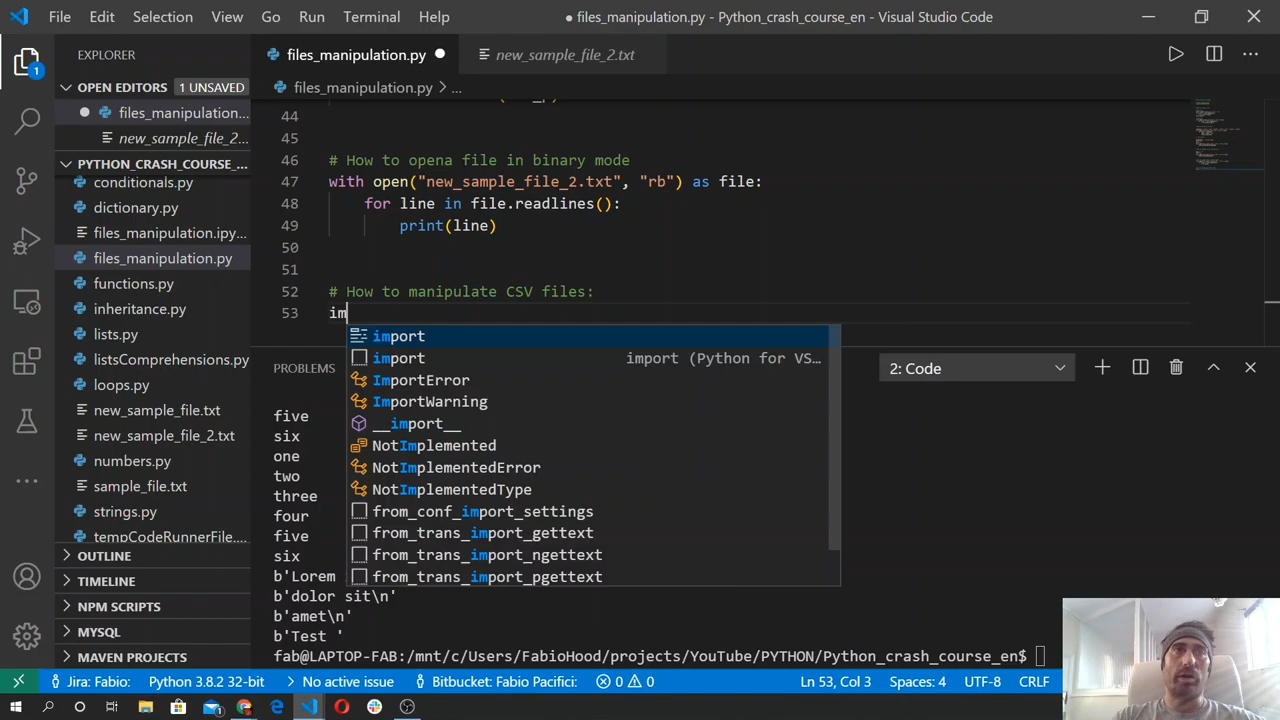 File Edit Selection View Go Run Terminal Help ● files_manipulation.py - Python_crash_course_en - Visual Studio Code
EXPLORER
files_manipulation.py
new_sample_file_2.txt
1
OPEN EDITORS 1 UNSAVED
files_manipulation.py > ...
files_manipulation...
new_sample_file_2...
PYTHON_CRASH_COURSE_...
conditionals.py
dictionary.py
files_manipulation.ipy...
files_manipulation.py
functions.py
inheritance.py
lists.py
listsComprehensions.py
loops.py
new_sample_file.txt
new_sample_file_2.txt
numbers.py
sample_file.txt
strings.py
tempCodeRunnerFile....
OUTLINE
TIMELINE
NPM SCRIPTS
MYSQL
MAVEN PROJECTS
44
45
46 # How to opena file in binary mode
47 with open("new_sample_file_2.txt", "rb") as file:
48 for line in file.readlines():
49 print(line)
50
51
52 # How to manipulate CSV files:
53 im
import
import import (Python for VS...
ImportError
ImportWarning
__import__
NotImplemented
NotImplementedError
NotImplementedType
from_conf_import_settings
from_trans_import_gettext
from_trans_import_ngettext
from_trans_import_pgettext
PROBLEMS
2: Code
five
six
one
two
three
four
five
six
b'Lorem
b'dolor sit\n'
b'amet\n'
b'Test '
fab@LAPTOP-FAB:/mnt/c/Users/FabioHood/projects/YouTube/PYTHON/Python_crash_course_en$
Jira: Fabio: Python 3.8.2 32-bit No active issue Bitbucket: Fabio Pacifici: 0 0 Ln 53, Col 3 Spaces: 4 UTF-8 CRLF